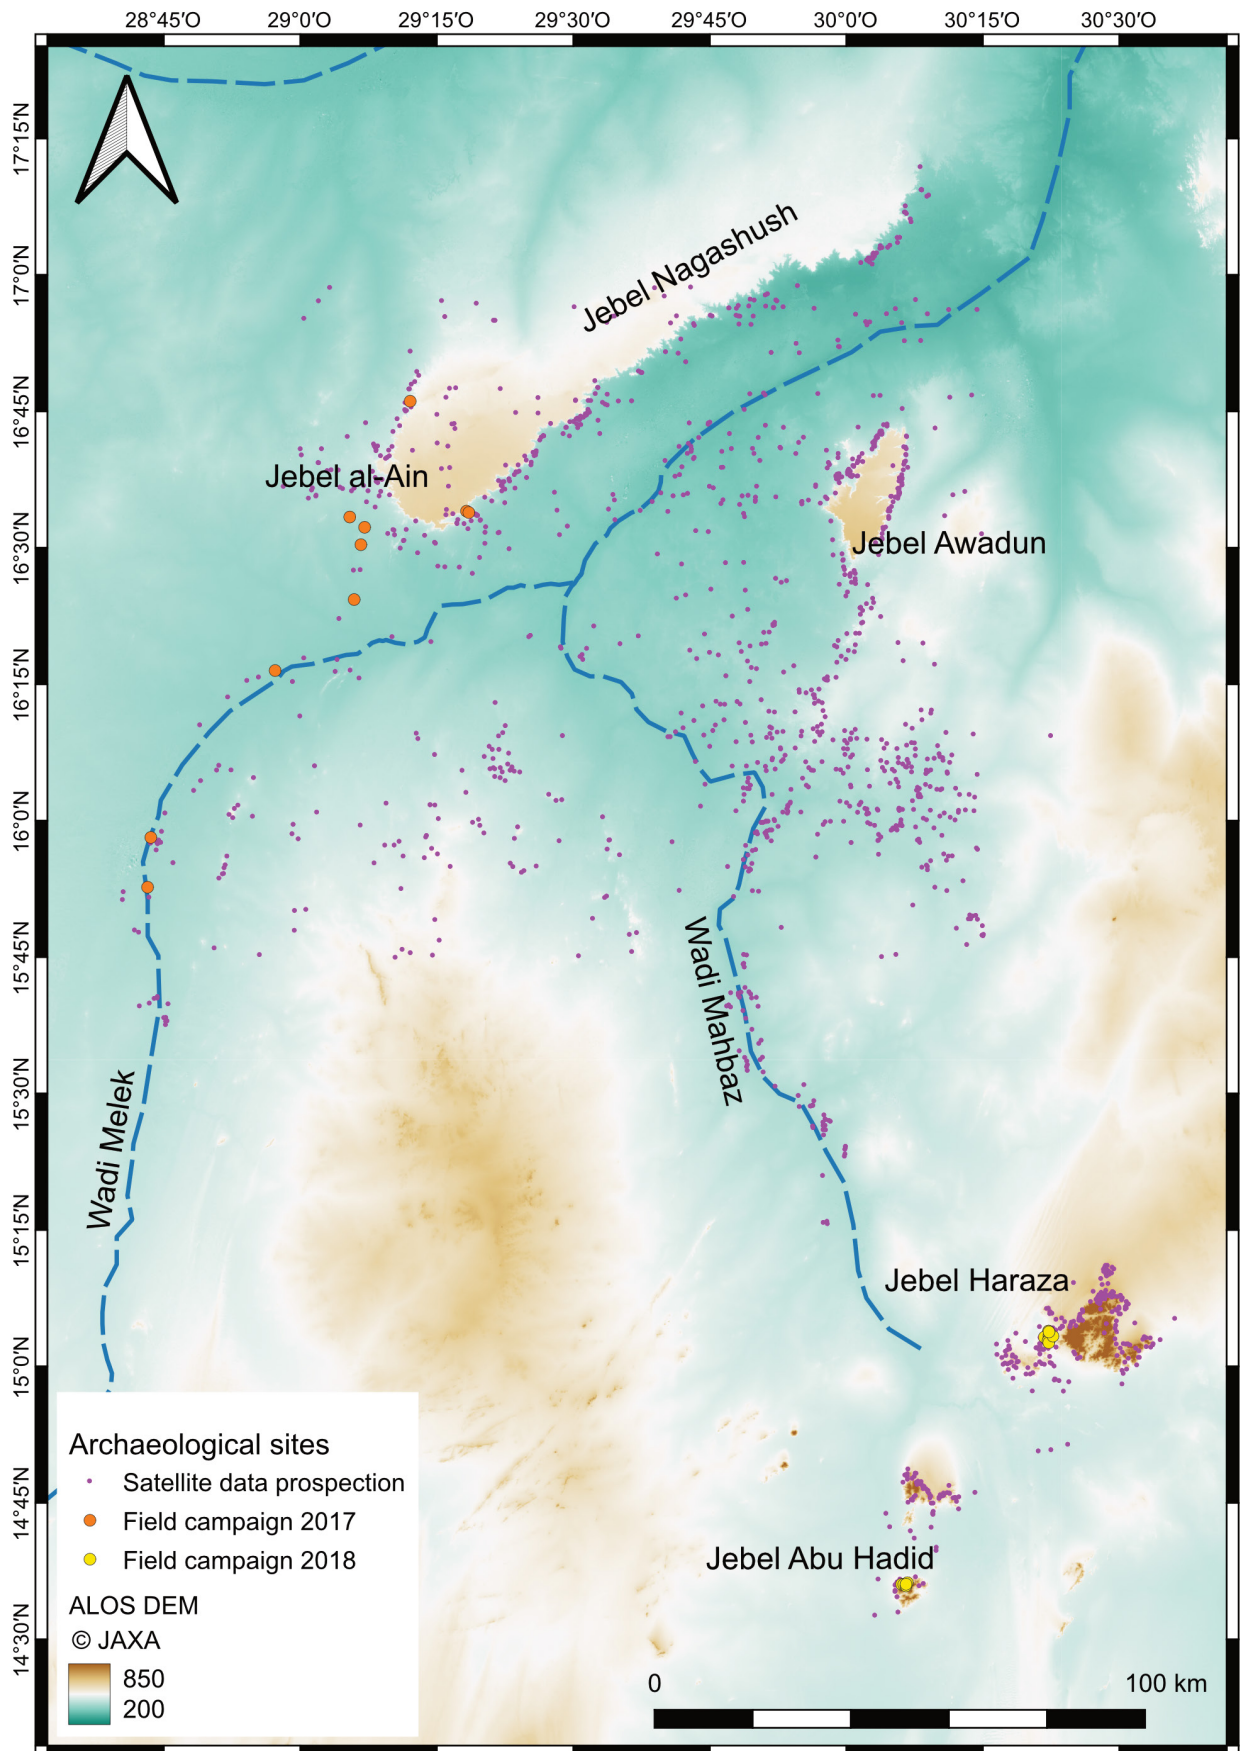 28°45'O 29°0'O 29°15'O 29°30'O 29°45'O 30°0'O 30°15'O 30°30'O
17°15'N
17°0'N
16°45'N
16°30'N
16°15'N
16°0'N
15°45'N
15°30'N
15°15'N
15°0'N
14°45'N
14°30'N
Jebel Nagashush
Jebel al-Ain
Jebel Awadun
Wadi Mahbaz
Wadi Melek
Jebel Haraza
Jebel Abu Hadid
Archaeological sites
Satellite data prospection
Field campaign 2017
Field campaign 2018
ALOS DEM
© JAXA
850
200
0 100 km